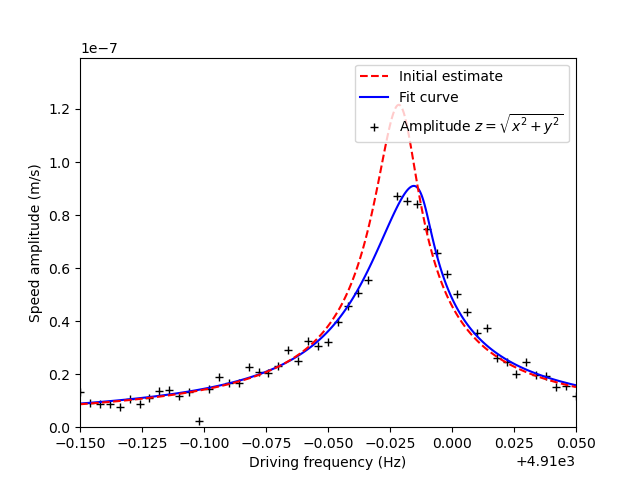 1e−7
Initial estimate
Fit curve
Amplitude z = √x² + y²
1.2
1.0
0.8
0.6
0.4
0.2
0.0
Speed amplitude (m/s)
−0.150 −0.125 −0.100 −0.075 −0.050 −0.025 0.000 0.025 0.050
Driving frequency (Hz)
+4.91e3